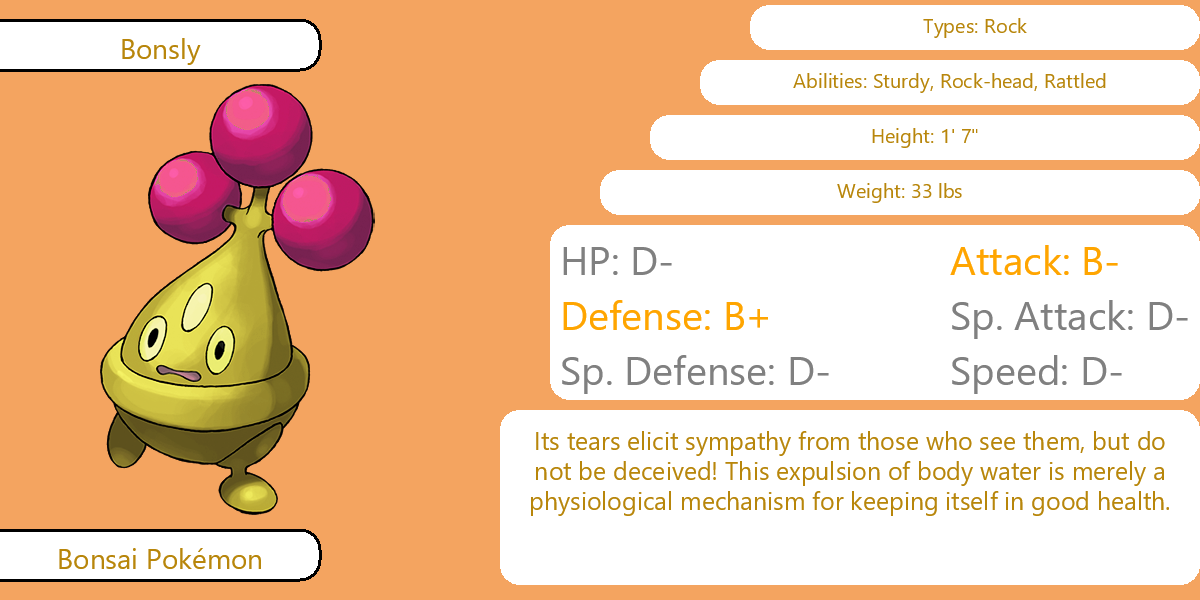 Bonsly
Types: Rock
Abilities: Sturdy, Rock-head, Rattled
Height: 1' 7"
Weight: 33 lbs
HP: D-
Attack: B-
Defense: B+
Sp. Attack: D-
Sp. Defense: D-
Speed: D-
Its tears elicit sympathy from those who see them, but do
not be deceived! This expulsion of body water is merely a
physiological mechanism for keeping itself in good health.
Bonsai Pokémon